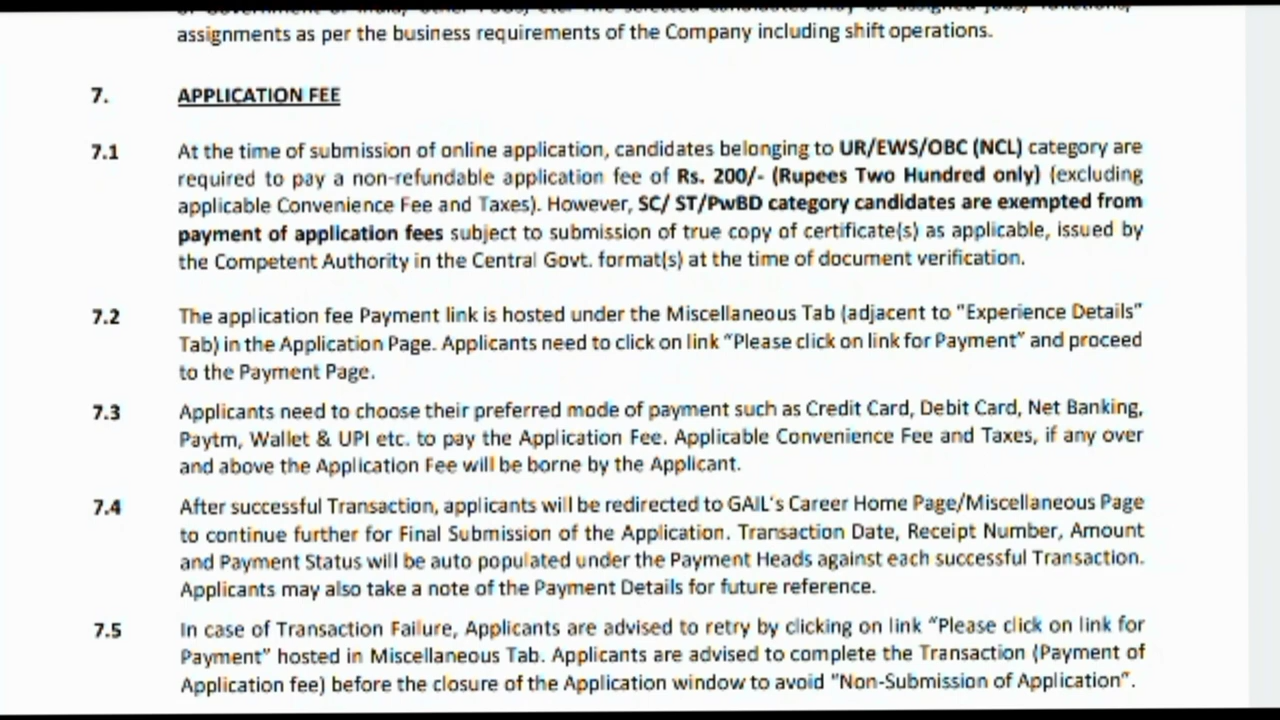 assignments as per the business requirements of the Company including shift operations.
7. APPLICATION FEE
7.1 At the time of submission of online application, candidates belonging to UR/EWS/OBC (NCL) category are
required to pay a non-refundable application fee of Rs. 200/- (Rupees Two Hundred only) (excluding
applicable Convenience Fee and Taxes). However, SC/ ST/PwBD category candidates are exempted from
payment of application fees subject to submission of true copy of certificate(s) as applicable, issued by
the Competent Authority in the Central Govt. format(s) at the time of document verification.
7.2 The application fee Payment link is hosted under the Miscellaneous Tab (adjacent to "Experience Details"
Tab) in the Application Page. Applicants need to click on link "Please click on link for Payment" and proceed
to the Payment Page.
7.3 Applicants need to choose their preferred mode of payment such as Credit Card, Debit Card, Net Banking,
Paytm, Wallet & UPI etc. to pay the Application Fee. Applicable Convenience Fee and Taxes, if any over
and above the Application Fee will be borne by the Applicant.
7.4 After successful Transaction, applicants will be redirected to GAIL's Career Home Page/Miscellaneous Page
to continue further for Final Submission of the Application. Transaction Date, Receipt Number, Amount
and Payment Status will be auto populated under the Payment Heads against each successful Transaction.
Applicants may also take a note of the Payment Details for future reference.
7.5 In case of Transaction Failure, Applicants are advised to retry by clicking on link "Please click on link for
Payment" hosted in Miscellaneous Tab. Applicants are advised to complete the Transaction (Payment of
Application fee) before the closure of the Application window to avoid "Non-Submission of Application".